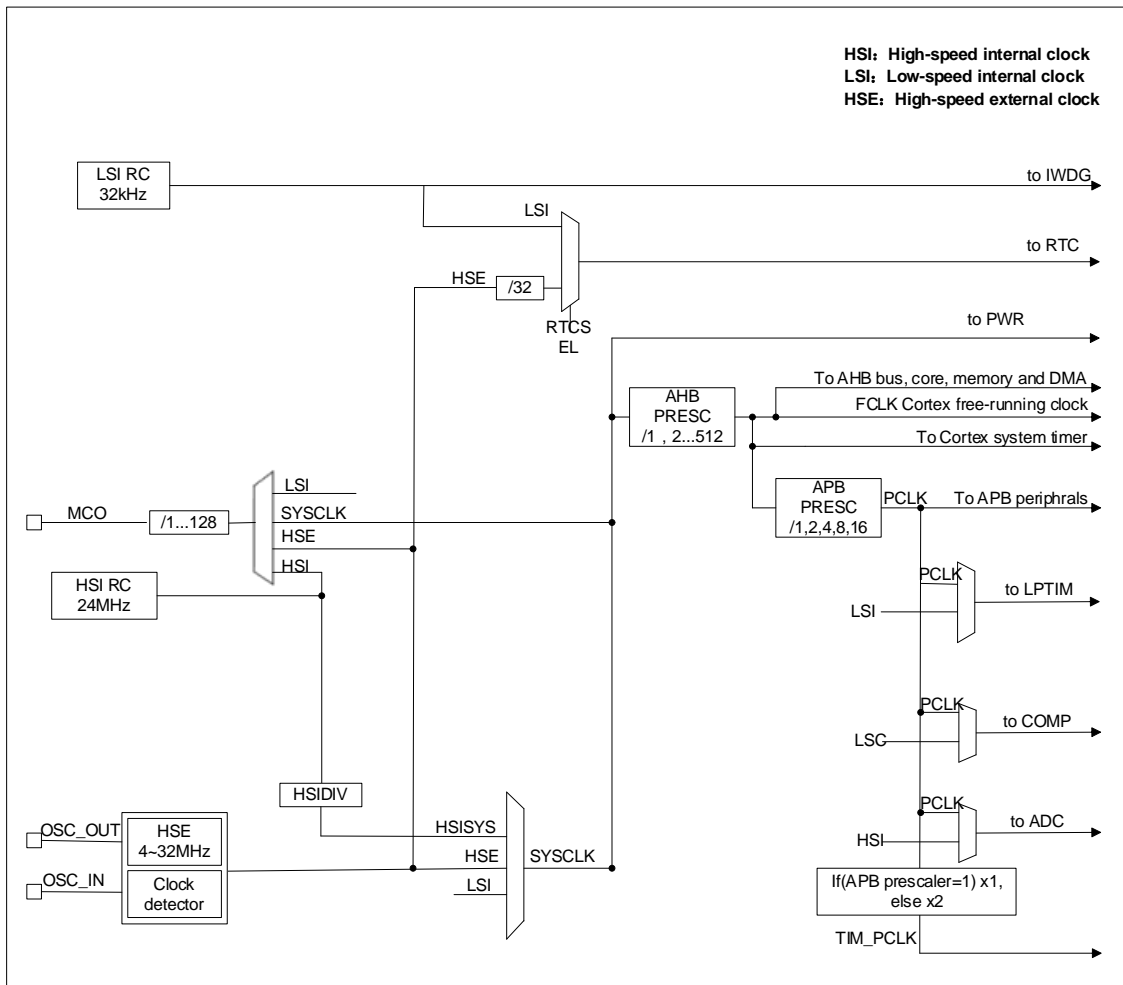 HSI：High-speed internal clock
LSI：Low-speed internal clock
HSE：High-speed external clock
LSI RC
32kHz
to IWDG
LSI
to RTC
HSE
/32
RTCS
EL
to PWR
To AHB bus, core, memory and DMA
AHB
PRESC
/1 , 2...512
FCLK Cortex free-running clock
To Cortex system timer
LSI
APB
PRESC
/1,2,4,8,16
PCLK
To APB periphrals
MCO
/1...128
SYSCLK
HSE
HSI
HSI RC
24MHz
PCLK
to LPTIM
LSI
PCLK
to COMP
LSC
HSIDIV
PCLK
to ADC
HSI
OSC_OUT
HSE
4~32MHz
HSISYS
HSE
SYSCLK
LSI
OSC_IN
Clock
detector
If(APB prescaler=1) x1,
else x2
TIM_PCLK